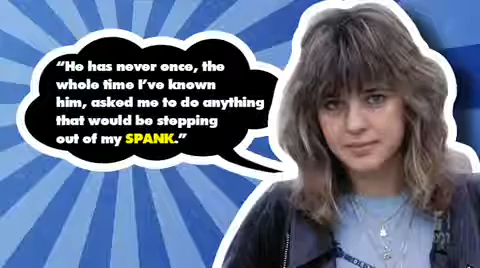 “He has never once, the
whole time I’ve known
him, asked me to do anything
that would be stepping
out of my SPANK.”